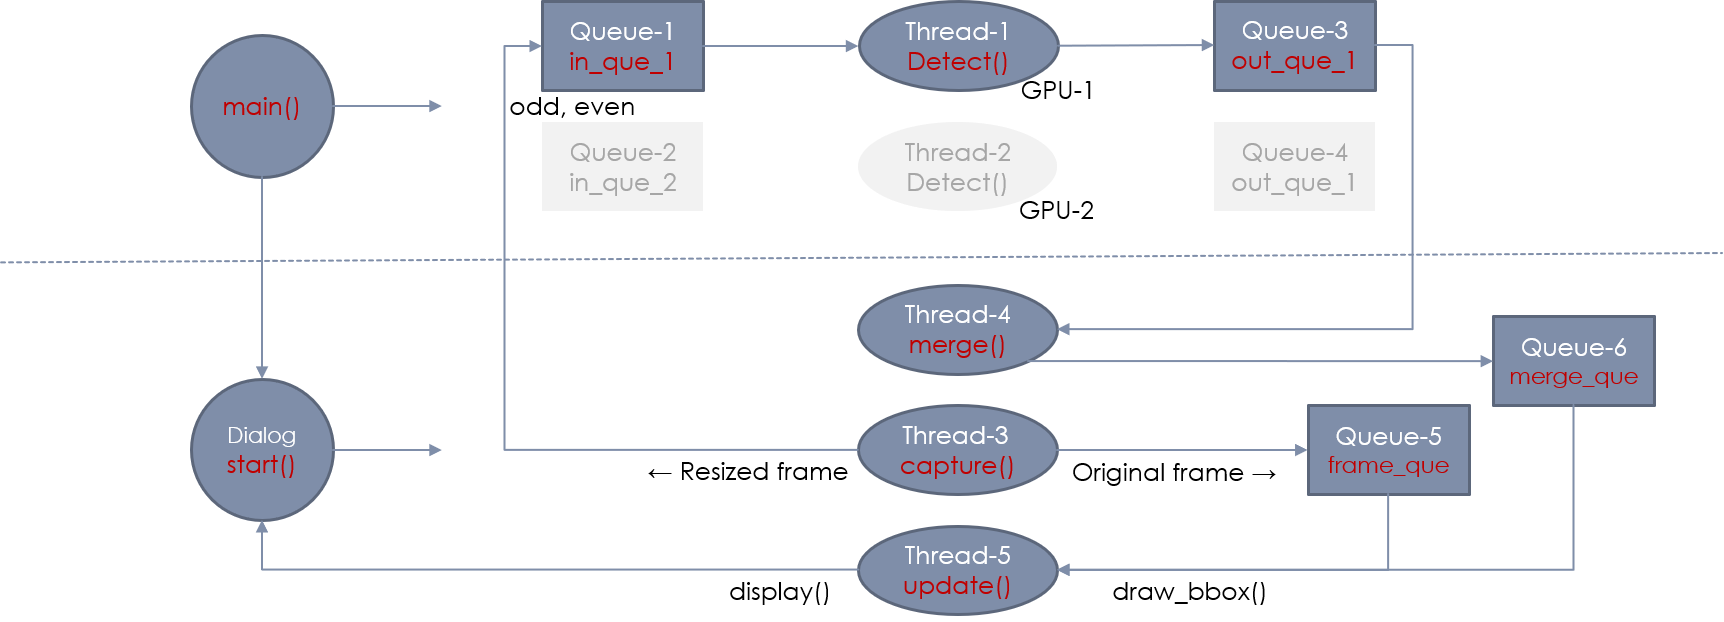 Queue-1
in_que_1
Thread-1
Detect()
GPU-1
Queue-3
out_que_1
main()
odd, even
Queue-2
in_que_2
Thread-2
Detect()
GPU-2
Queue-4
out_que_1
Thread-4
merge()
Queue-6
merge_que
Dialog
start()
Thread-3
capture()
← Resized frame
Original frame →
Queue-5
frame_que
Thread-5
update()
display()
draw_bbox()